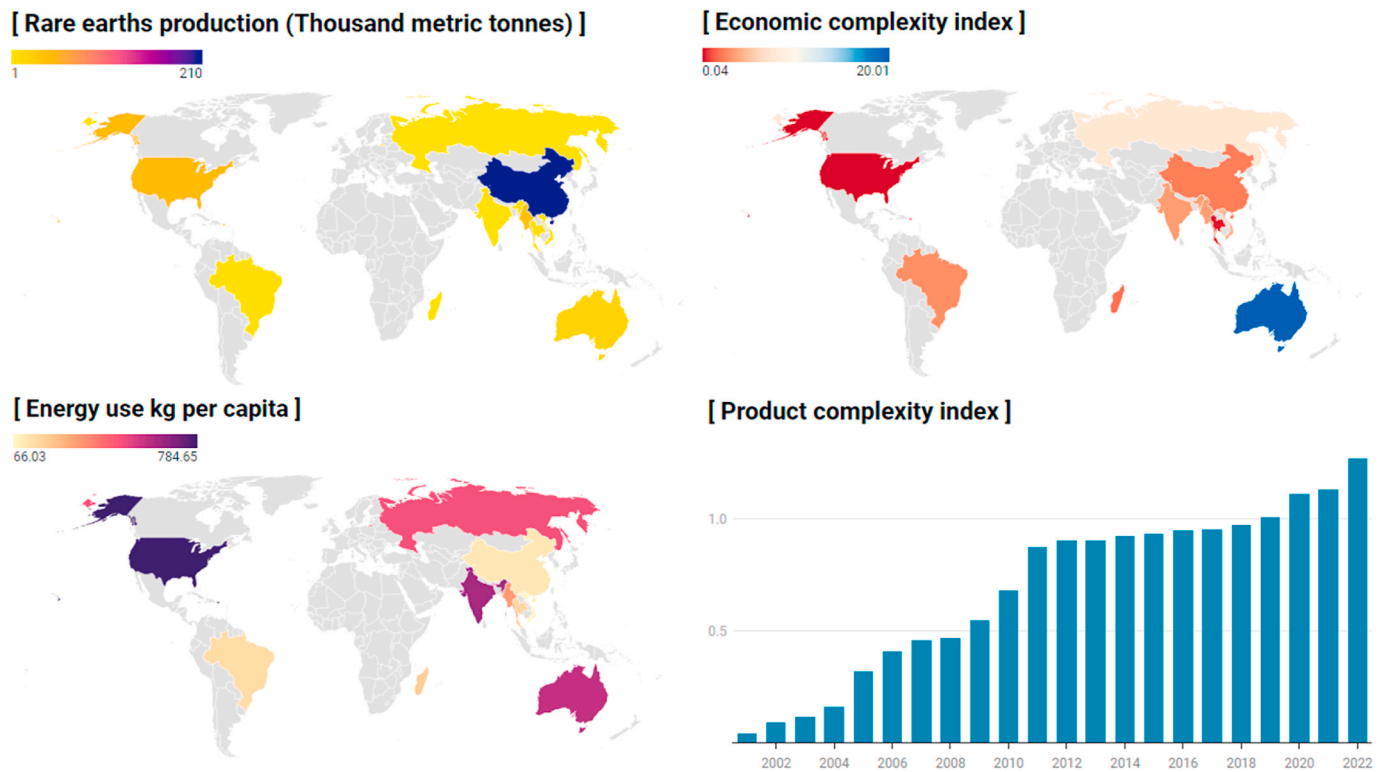 [ Rare earths production (Thousand metric tonnes) ]
1 210
[ Economic complexity index ]
0.04 20.01
[ Energy use kg per capita ]
66.03 784.65
[ Product complexity index ]
1.0
0.5
2002 2004 2006 2008 2010 2012 2014 2016 2018 2020 2022